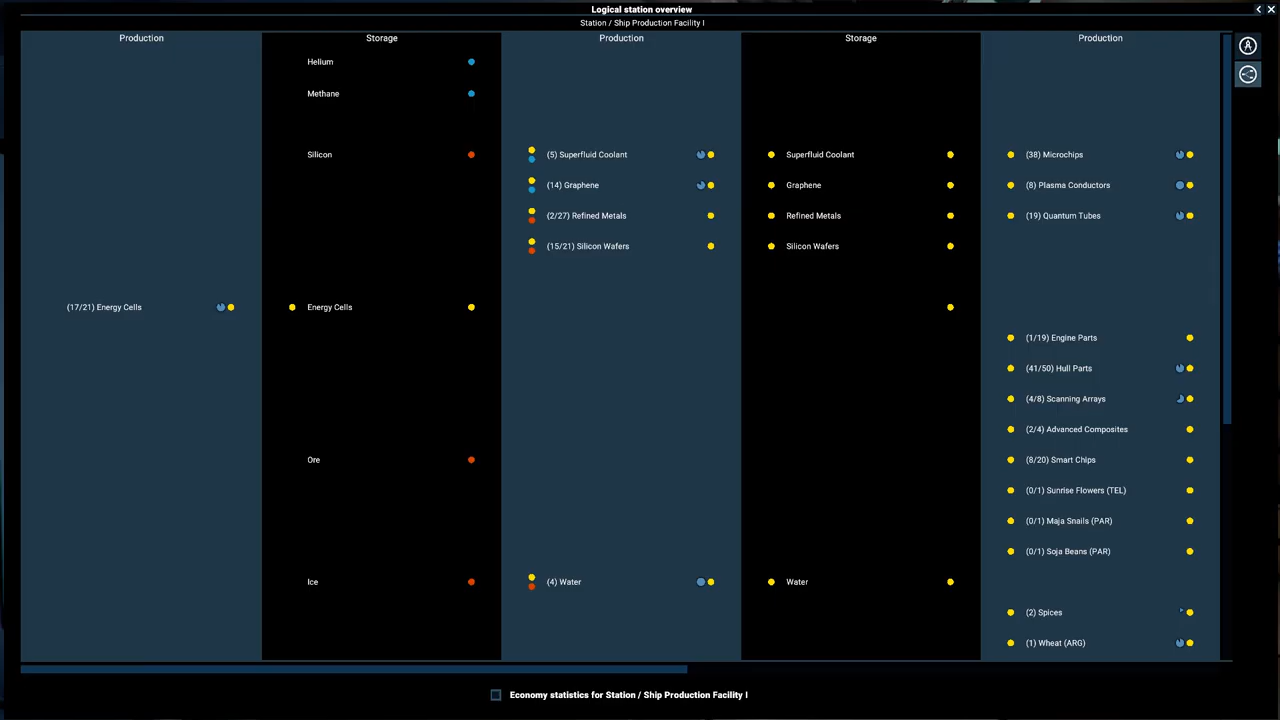 Logical station overview
Station / Ship Production Facility I
Production
Storage
Production
Storage
Production
Helium
Methane
Silicon
(5) Superfluid Coolant
Superfluid Coolant
(38) Microchips
(14) Graphene
Graphene
(8) Plasma Conductors
(2/27) Refined Metals
Refined Metals
(19) Quantum Tubes
(15/21) Silicon Wafers
Silicon Wafers
(17/21) Energy Cells
Energy Cells
(1/19) Engine Parts
(41/50) Hull Parts
(4/8) Scanning Arrays
(2/4) Advanced Composites
Ore
(8/20) Smart Chips
(0/1) Sunrise Flowers (TEL)
(0/1) Maja Snails (PAR)
(0/1) Soja Beans (PAR)
Ice
(4) Water
Water
(2) Spices
(1) Wheat (ARG)
Economy statistics for Station / Ship Production Facility I